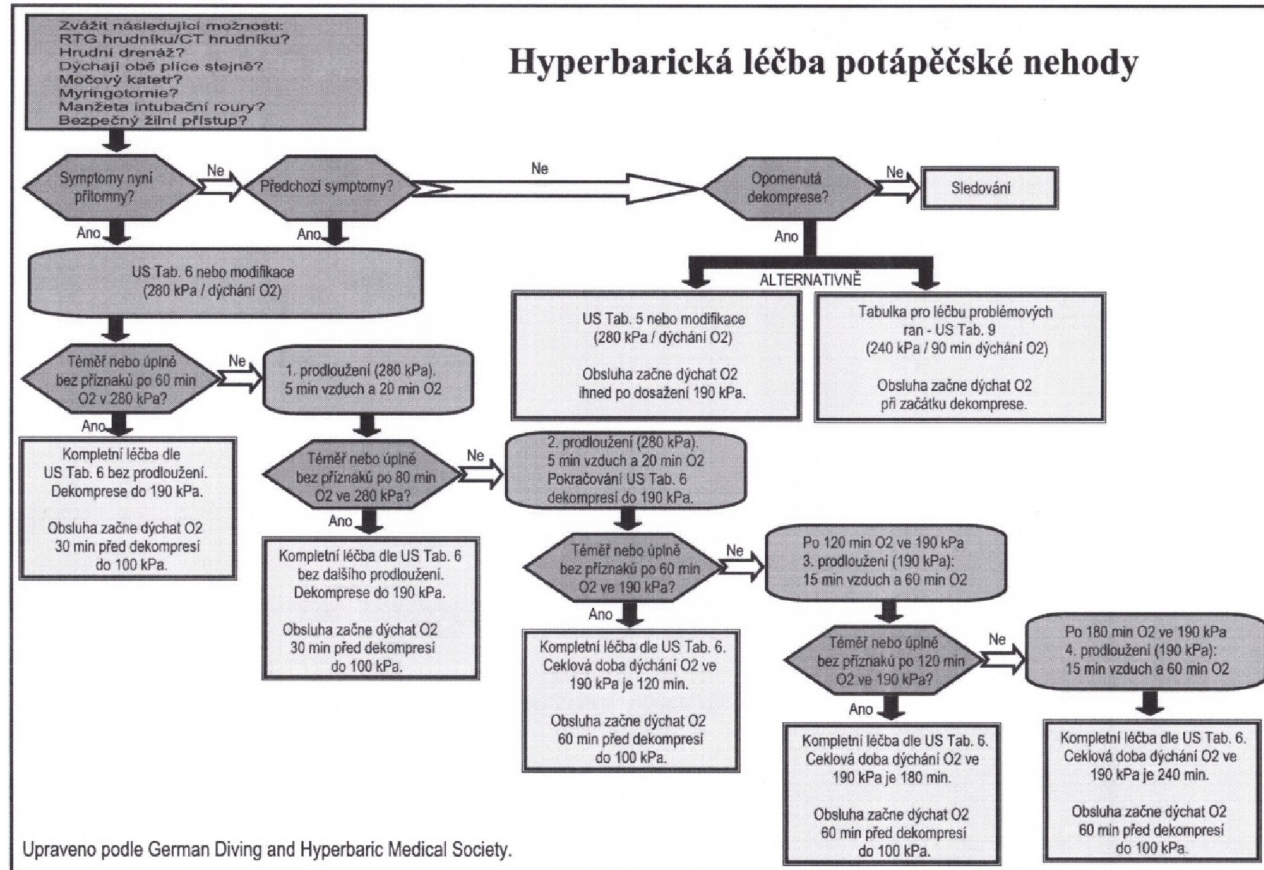 Zvážit následující možnosti:
RTG hrudníku/CT hrudníku?
Hrudní drenáž?
Dýchají obě plíce stejně?
Močový katetr?
Myringotomie?
Manžeta intubační roury?
Bezpečný žilní přístup?
Hyperbarická léčba potápěčské nehody
Symptomy nyní
přítomny?
Ne
Předchozí symptomy?
Ne
Opomenutá
dekomprese?
Ne
Sledování
Ano
Ano
Ano
US Tab. 6 nebo modifikace
(280 kPa / dýchání O2)
ALTERNATIVNĚ
US Tab. 5 nebo modifikace
(280 kPa / dýchání O2)
Obsluha začne dýchat O2
ihned po dosažení 190 kPa.
Tabulka pro léčbu problémových
ran - US Tab. 9
(240 kPa / 90 min dýchání O2)
Obsluha začne dýchat O2
při začátku dekomprese.
Téměř nebo úplně
bez příznaků po 60 min
O2 v 280 kPa?
Ne
1. prodloužení (280 kPa).
5 min vzduch a 20 min O2
Ano
Kompletní léčba dle
US Tab. 6 bez prodloužení.
Dekomprese do 190 kPa.
Obsluha začne dýchat O2
30 min před dekompresí
do 100 kPa.
Téměř nebo úplně
bez příznaků po 80 min
O2 ve 280 kPa?
Ne
2. prodloužení (280 kPa).
5 min vzduch a 20 min O2
Pokračování US Tab. 6
dekompresí do 190 kPa.
Ano
Kompletní léčba dle US Tab. 6
bez dalšího prodloužení.
Dekomprese do 190 kPa.
Obsluha začne dýchat O2
30 min před dekompresí
do 100 kPa.
Ano
Téměř nebo úplně
bez příznaků po 60 min
O2 ve 190 kPa?
Ne
Po 120 min O2 ve 190 kPa
3. prodloužení (190 kPa):
15 min vzduch a 60 min O2
Ano
Kompletní léčba dle US Tab. 6.
Ceklová doba dýchání O2 ve
190 kPa je 120 min.
Obsluha začne dýchat O2
60 min před dekompresí
do 100 kPa.
Téměř nebo úplně
bez příznaků po 120 min
O2 ve 190 kPa?
Ne
Po 180 min O2 ve 190 kPa
4. prodloužení (190 kPa):
15 min vzduch a 60 min O2
Ano
Kompletní léčba dle US Tab. 6.
Ceklová doba dýchání O2 ve
190 kPa je 180 min.
Obsluha začne dýchat O2
60 min před dekompresí
do 100 kPa.
Kompletní léčba dle US Tab. 6.
Ceklová doba dýchání O2 ve
190 kPa je 240 min.
Obsluha začne dýchat O2
60 min před dekompresí
do 100 kPa.
Upraveno podle German Diving and Hyperbaric Medical Society.